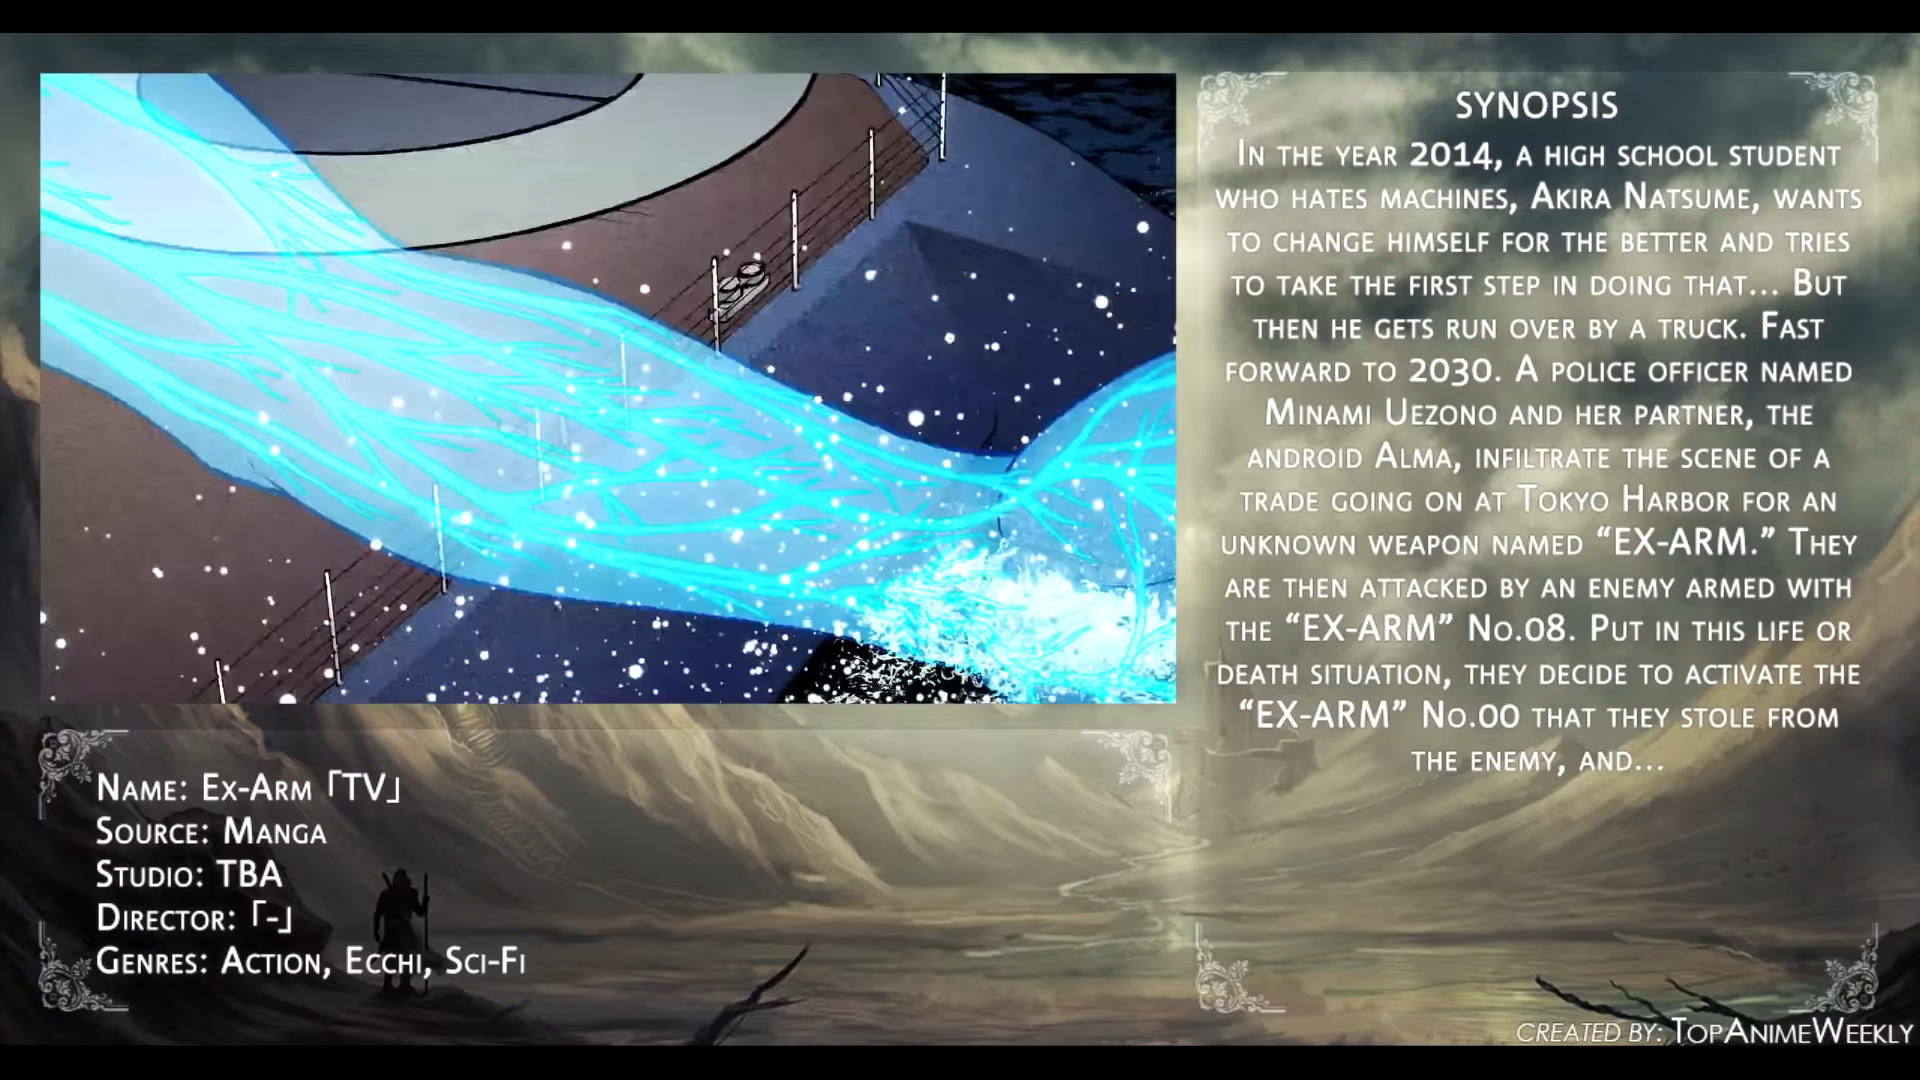 SYNOPSIS
In the year 2014, a high school student
who hates machines, Akira Natsume, wants
to change himself for the better and tries
to take the first step in doing that... But
then he gets run over by a truck. Fast
forward to 2030. A police officer named
Minami Uezono and her partner, the
android Alma, infiltrate the scene of a
trade going on at Tokyo Harbor for an
unknown weapon named “EX-ARM.” They
are then attacked by an enemy armed with
the “EX-ARM” No.08. Put in this life or
death situation, they decide to activate the
“EX-ARM” No.00 that they stole from
the enemy, and...
Name: Ex-Arm「TV」
Source: Manga
Studio: TBA
Director:「-」
Genres: Action, Ecchi, Sci-Fi
CREATED BY: TopAnimeWeekly